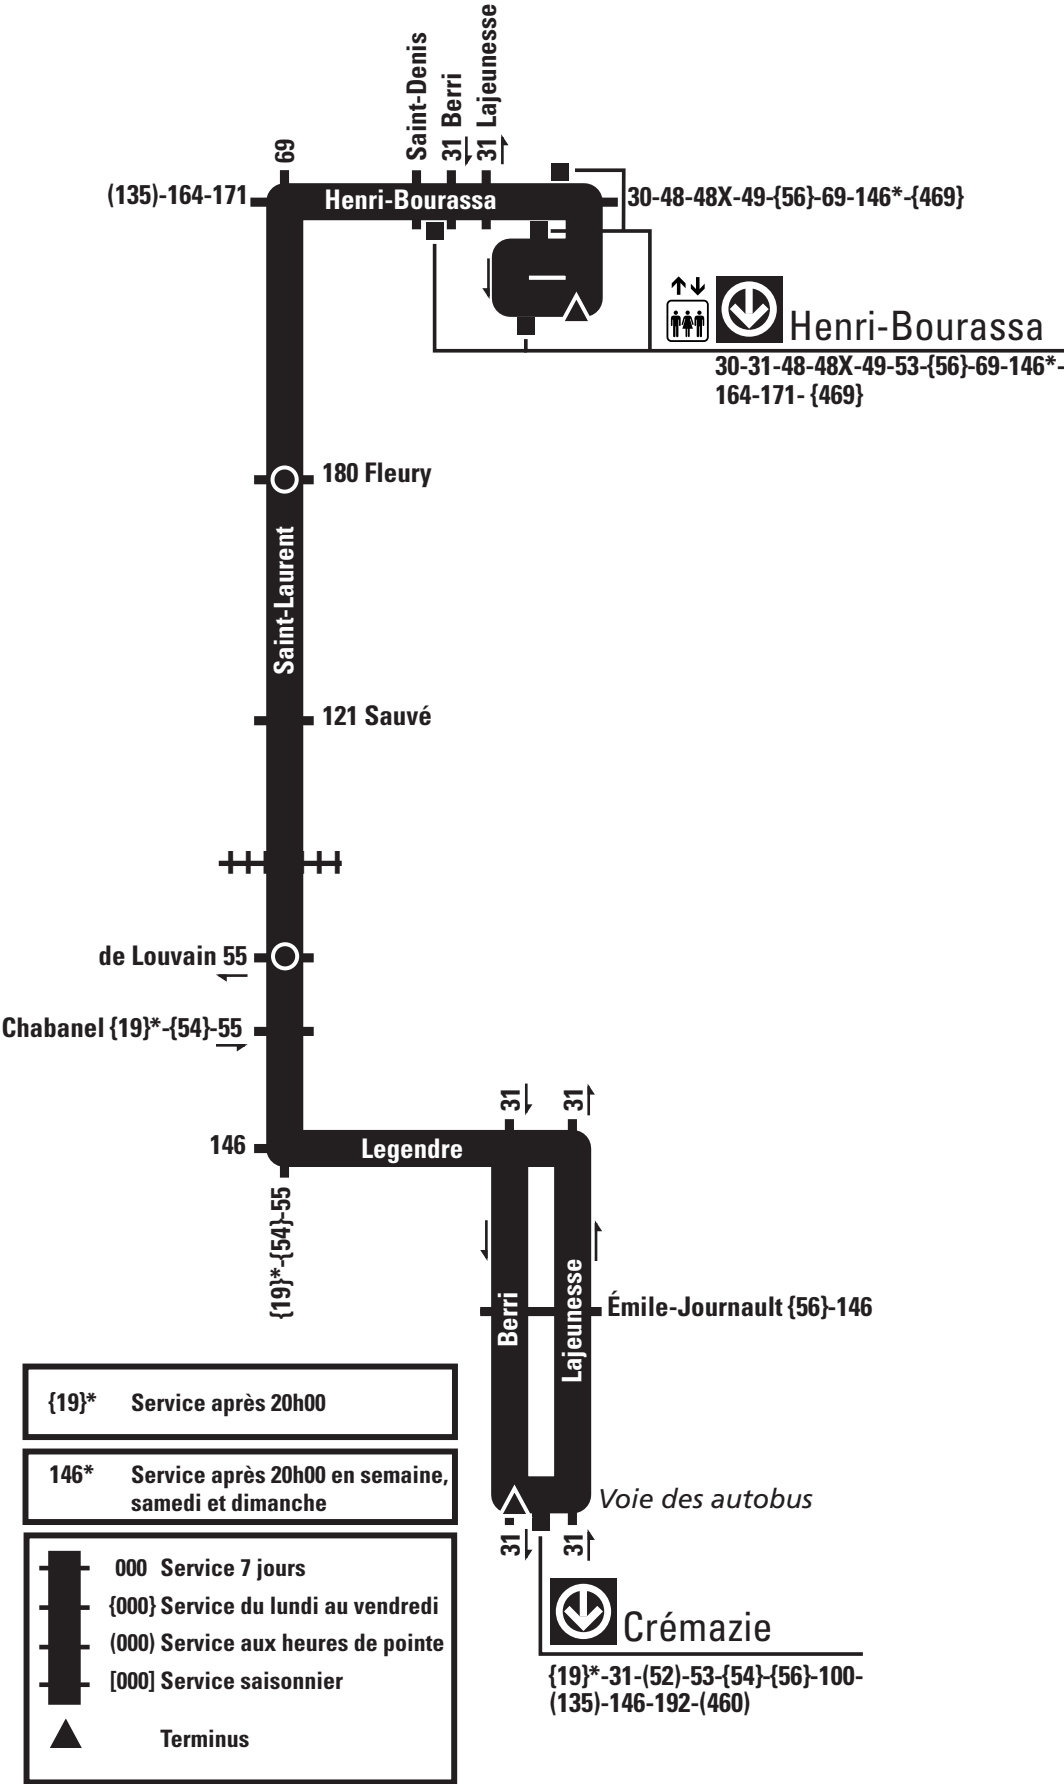 Saint-Denis
31 Berri
31 Lajeunesse
69
(135)-164-171
Henri-Bourassa
30-48-48X-49-{56}-69-146*-{469}
Henri-Bourassa
30-31-48-48X-49-53-{56}-69-146*-
164-171- {469}
180 Fleury
Saint-Laurent
121 Sauvé
de Louvain 55
Chabanel {19}*-{54}-55
31
31
146
Legendre
{19}*-{54}-55
Berri
Lajeunesse
Émile-Journault {56}-146
{19}* Service après 20h00
146* Service après 20h00 en semaine,
samedi et dimanche
Voie des autobus
31
31
000 Service 7 jours
{000} Service du lundi au vendredi
(000) Service aux heures de pointe
[000] Service saisonnier
Terminus
Crémazie
{19}*-31-(52)-53-{54}-{56}-100-
(135)-146-192-(460)